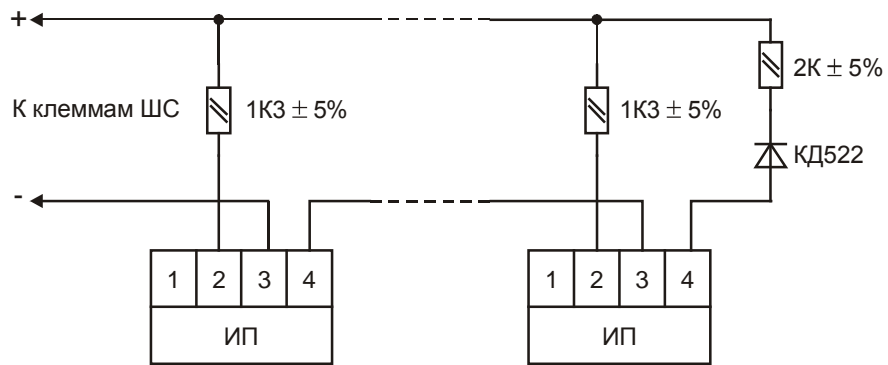 +
2К ± 5%
К клеммам ШС
1К3 ± 5%
1К3 ± 5%
КД522
-
1 2 3 4
1 2 3 4
ИП
ИП